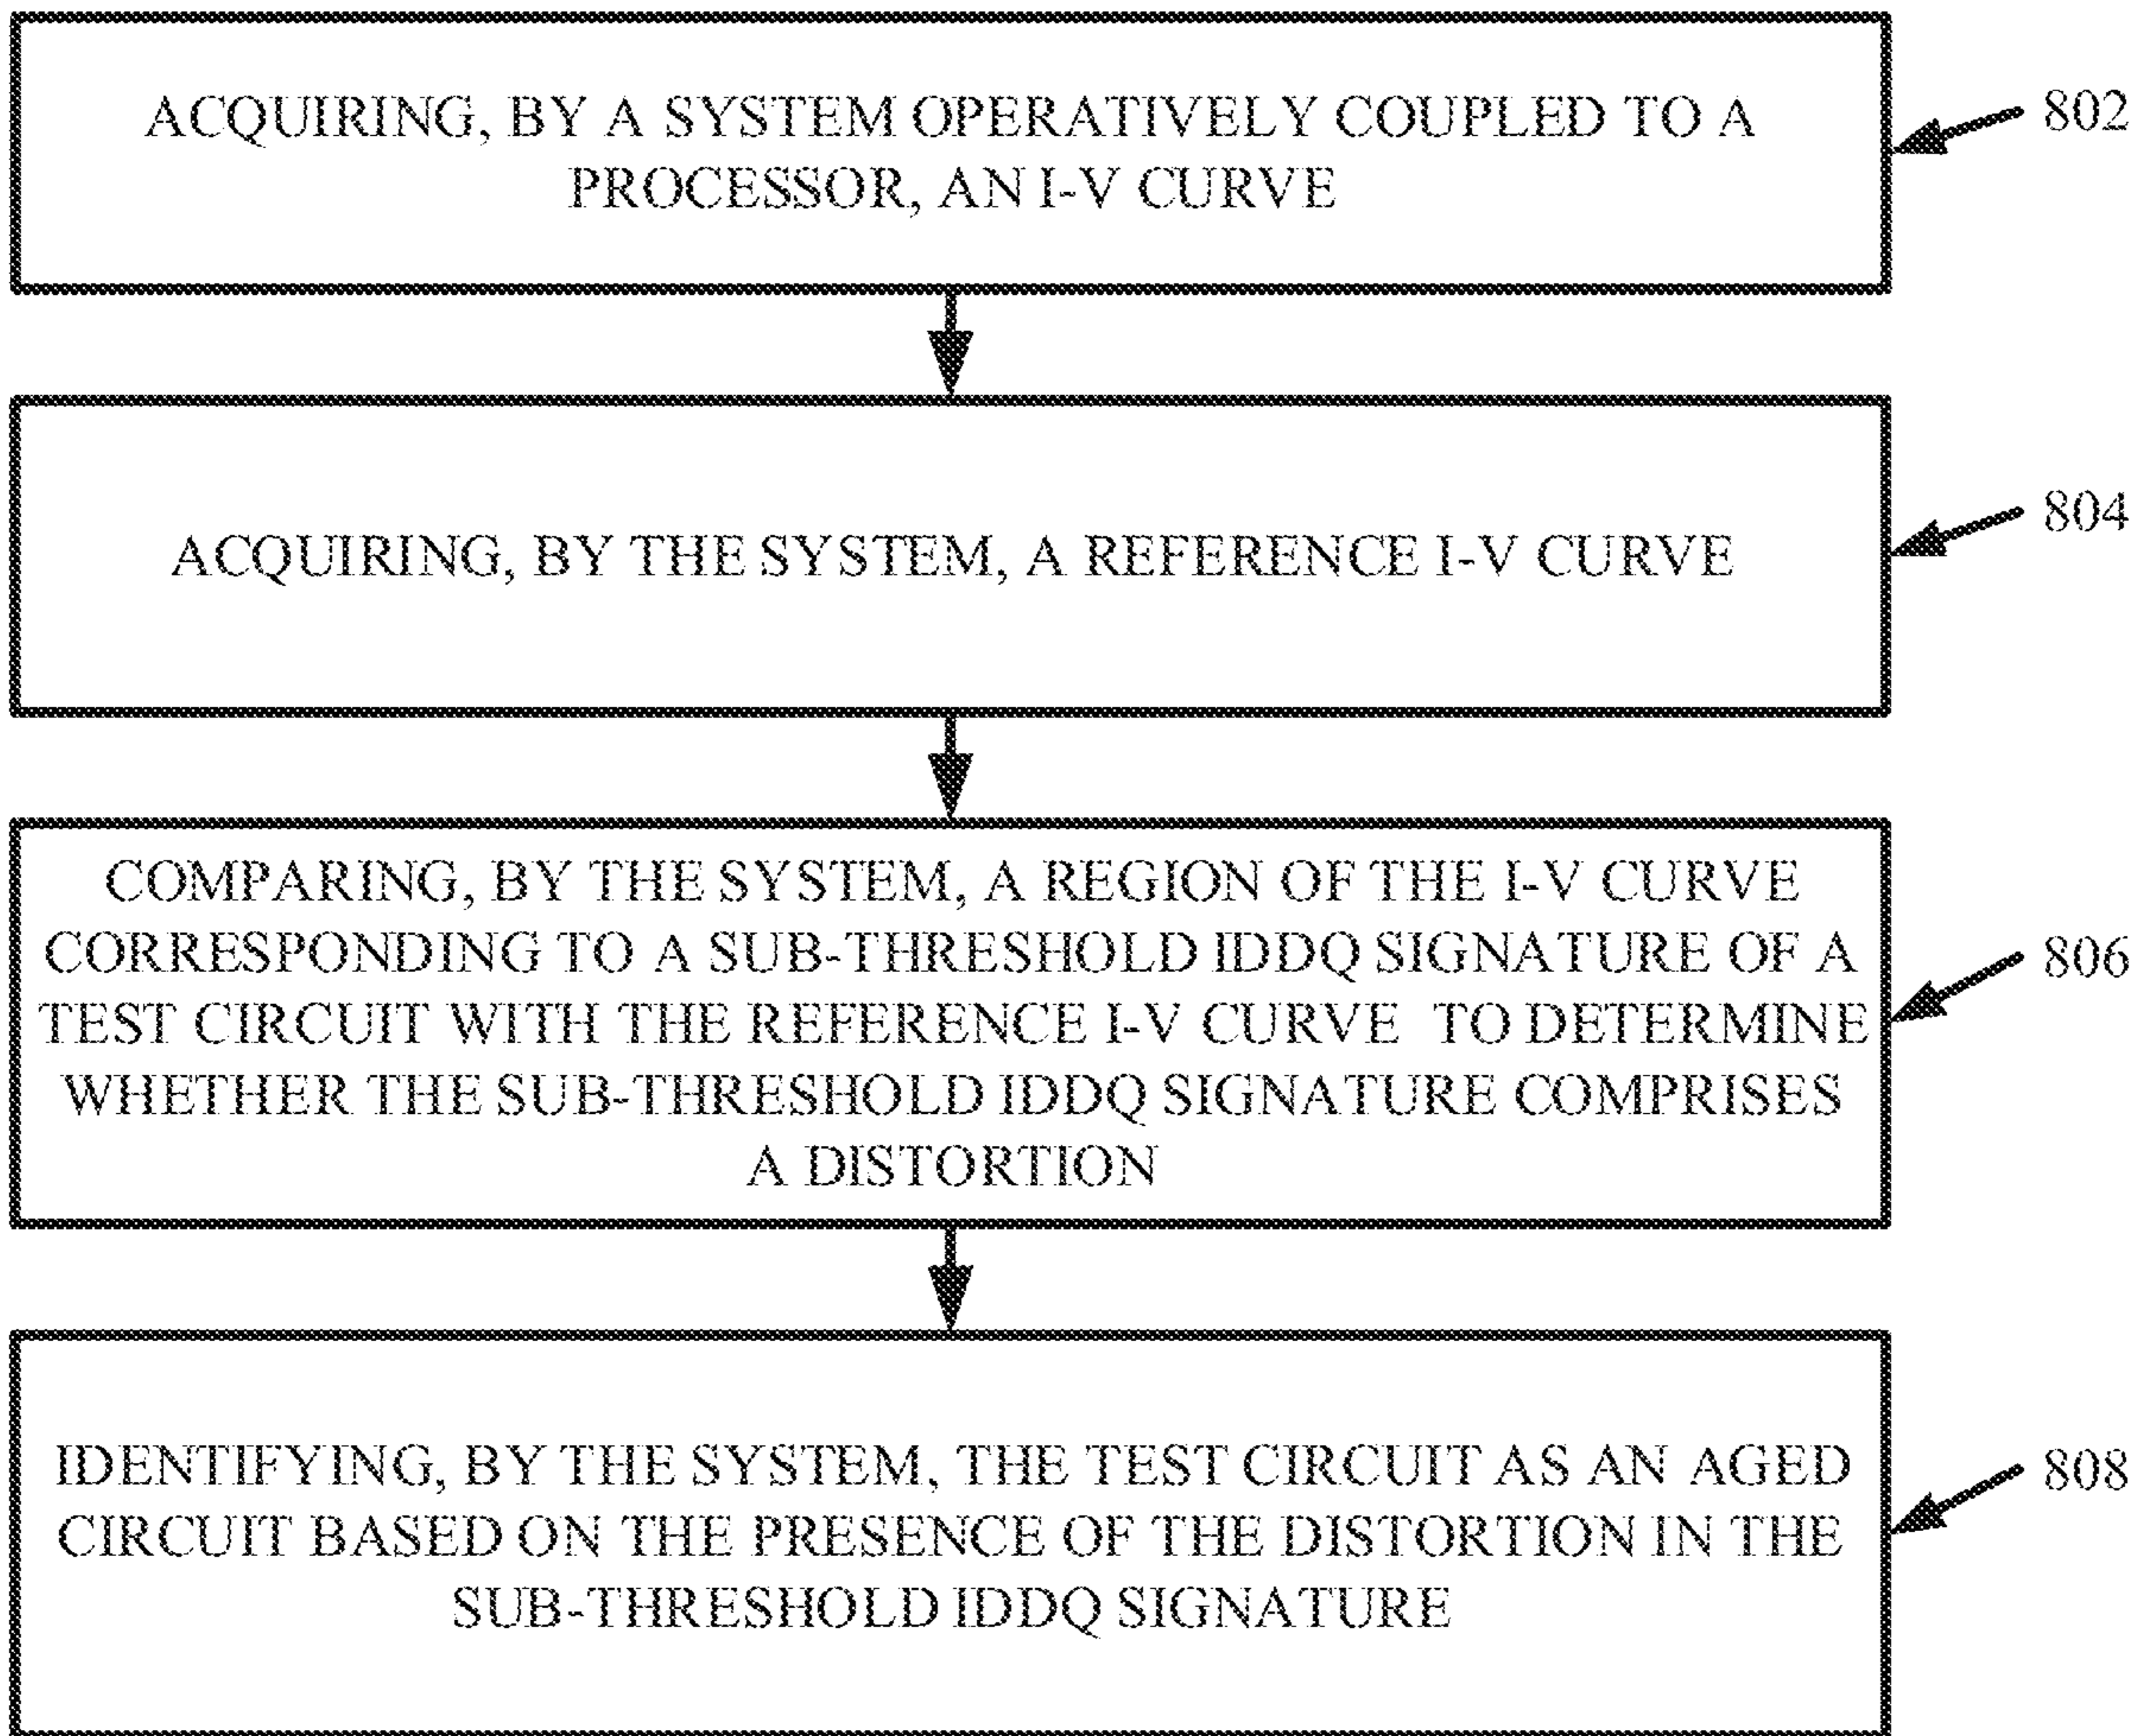 ACQUIRING, BY A SYSTEM OPERATIVELY COUPLED TO A
PROCESSOR, AN I-V CURVE
802
ACQUIRING, BY THE SYSTEM, A REFERENCE I-V CURVE
804
COMPARING, BY THE SYSTEM, A REGION OF THE I-V CURVE
CORRESPONDING TO A SUB-THRESHOLD IDDQ SIGNATURE OF A
TEST CIRCUIT WITH THE REFERENCE I-V CURVE TO DETERMINE
WHETHER THE SUB-THRESHOLD IDDQ SIGNATURE COMPRISES
A DISTORTION
806
IDENTIFYING, BY THE SYSTEM, THE TEST CIRCUIT AS AN AGED
CIRCUIT BASED ON THE PRESENCE OF THE DISTORTION IN THE
SUB-THRESHOLD IDDQ SIGNATURE
808